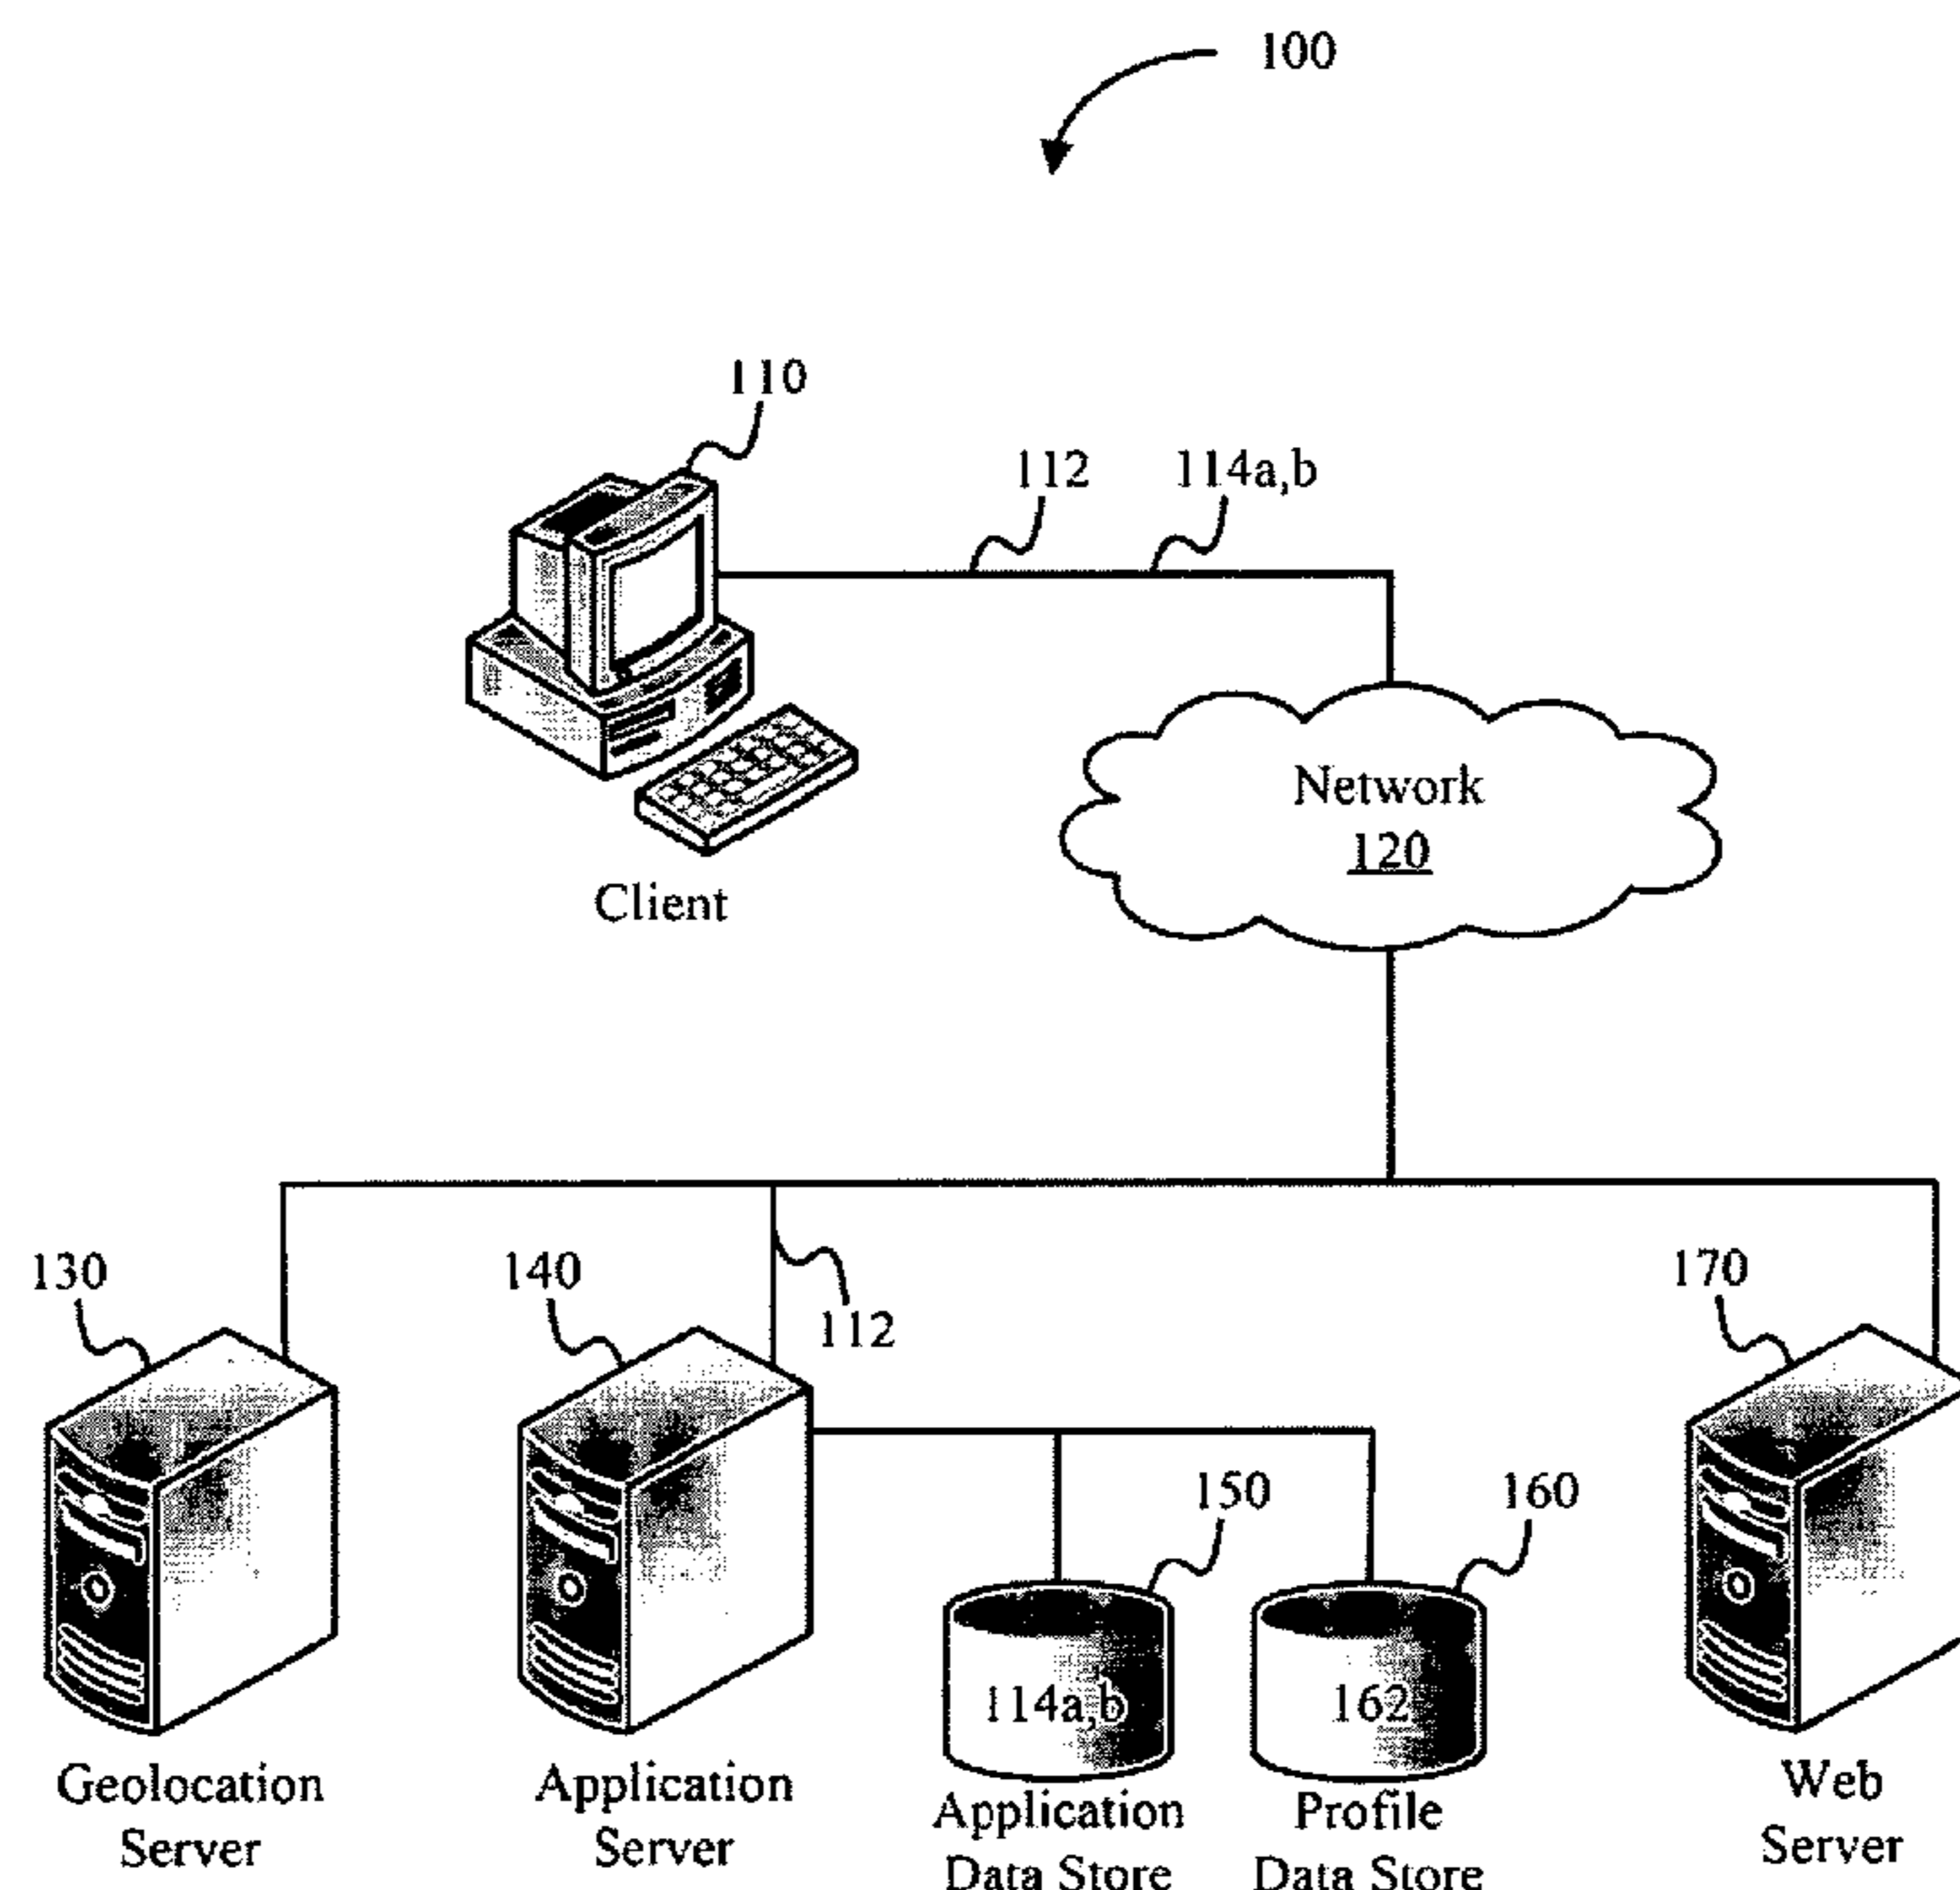 100
110
112 114a,b
Network
120
Client
130 140 112 170
150 160
114a,b 162
Geolocation
Server
Application
Server
Application
Data Store
Profile
Data Store
Web
Server